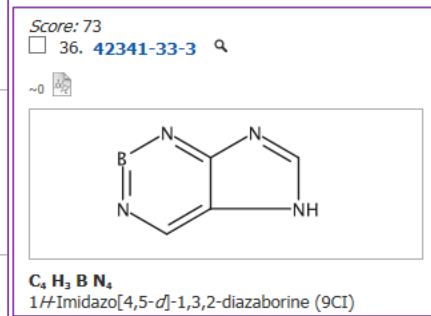 Score: 73
36. 42341-33-3
~0
N
N
B
N
NH
C₄ H₃ B N₄
1H-Imidazo[4,5-d]-1,3,2-diazaborine (9CI)